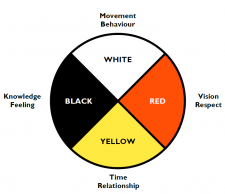 Movement
Behaviour
WHITE
Knowledge
Feeling
BLACK
RED
Vision
Respect
YELLOW
Time
Relationship